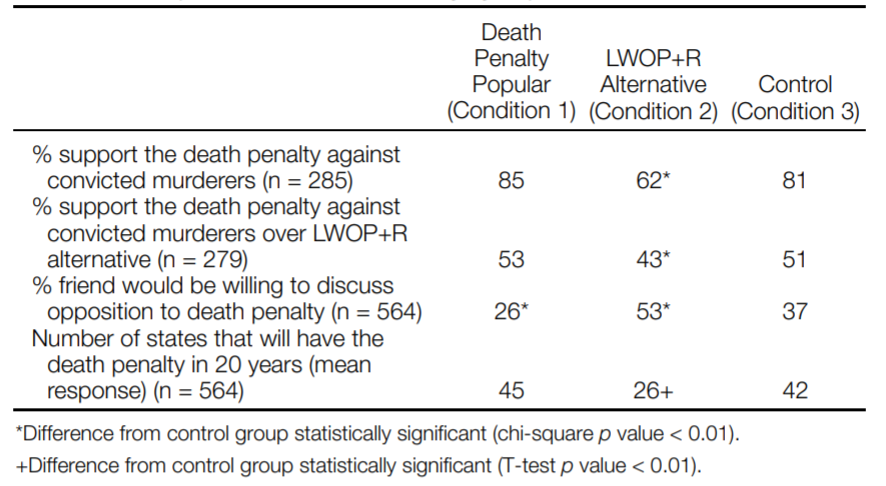 Death
Penalty LWOP+R
Popular Alternative Control
(Condition 1) (Condition 2) (Condition 3)
% support the death penalty against
convicted murderers (n = 285) 85 62* 81
% support the death penalty against
convicted murderers over LWOP+R
alternative (n = 279) 53 43* 51
% friend would be willing to discuss
opposition to death penalty (n = 564) 26* 53* 37
Number of states that will have the
death penalty in 20 years (mean
response) (n = 564) 45 26+ 42
*Difference from control group statistically significant (chi-square p value < 0.01).
+Difference from control group statistically significant (T-test p value < 0.01).